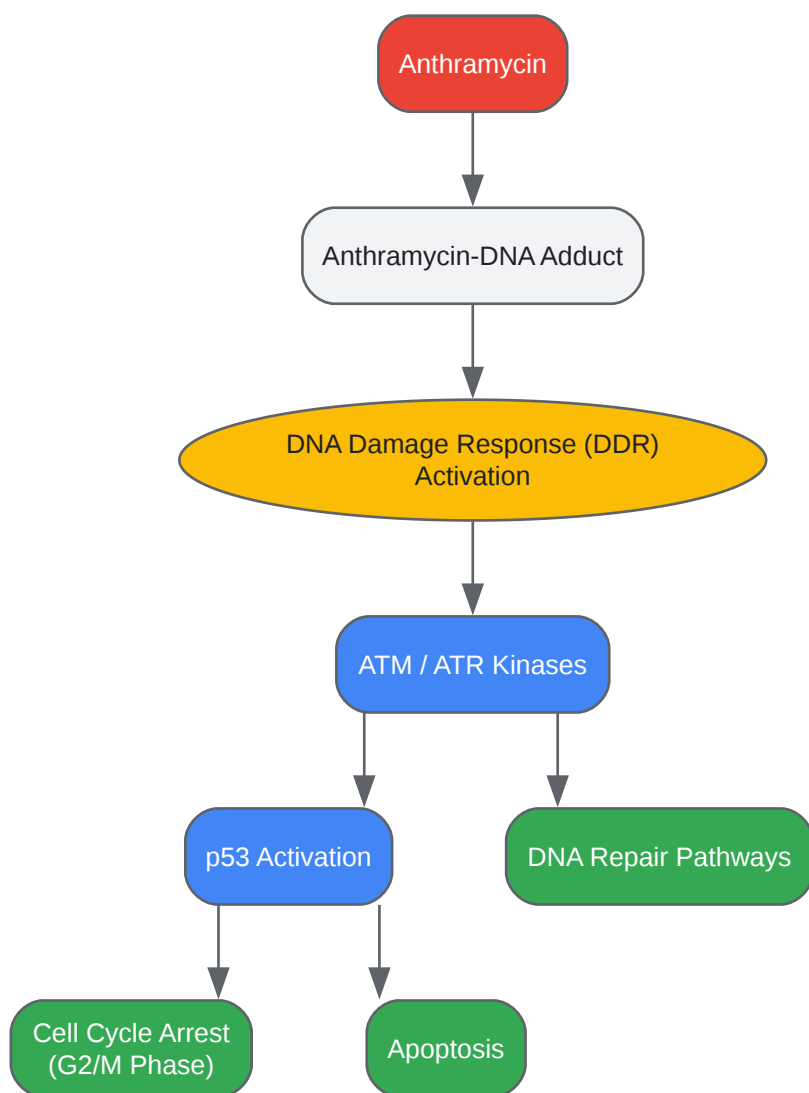 Anthramycin
Anthramycin-DNA Adduct
DNA Damage Response (DDR)
Activation
ATM / ATR Kinases
p53 Activation
DNA Repair Pathways
Cell Cycle Arrest
(G2/M Phase)
Apoptosis